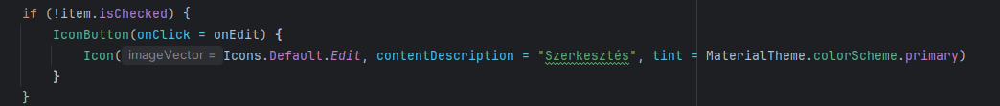 if (!item.isChecked) {
IconButton(onClick = onEdit) {
Icon( imageVector = Icons.Default.Edit, contentDescription = "Szerkesztés", tint = MaterialTheme.colorScheme.primary)
}
}